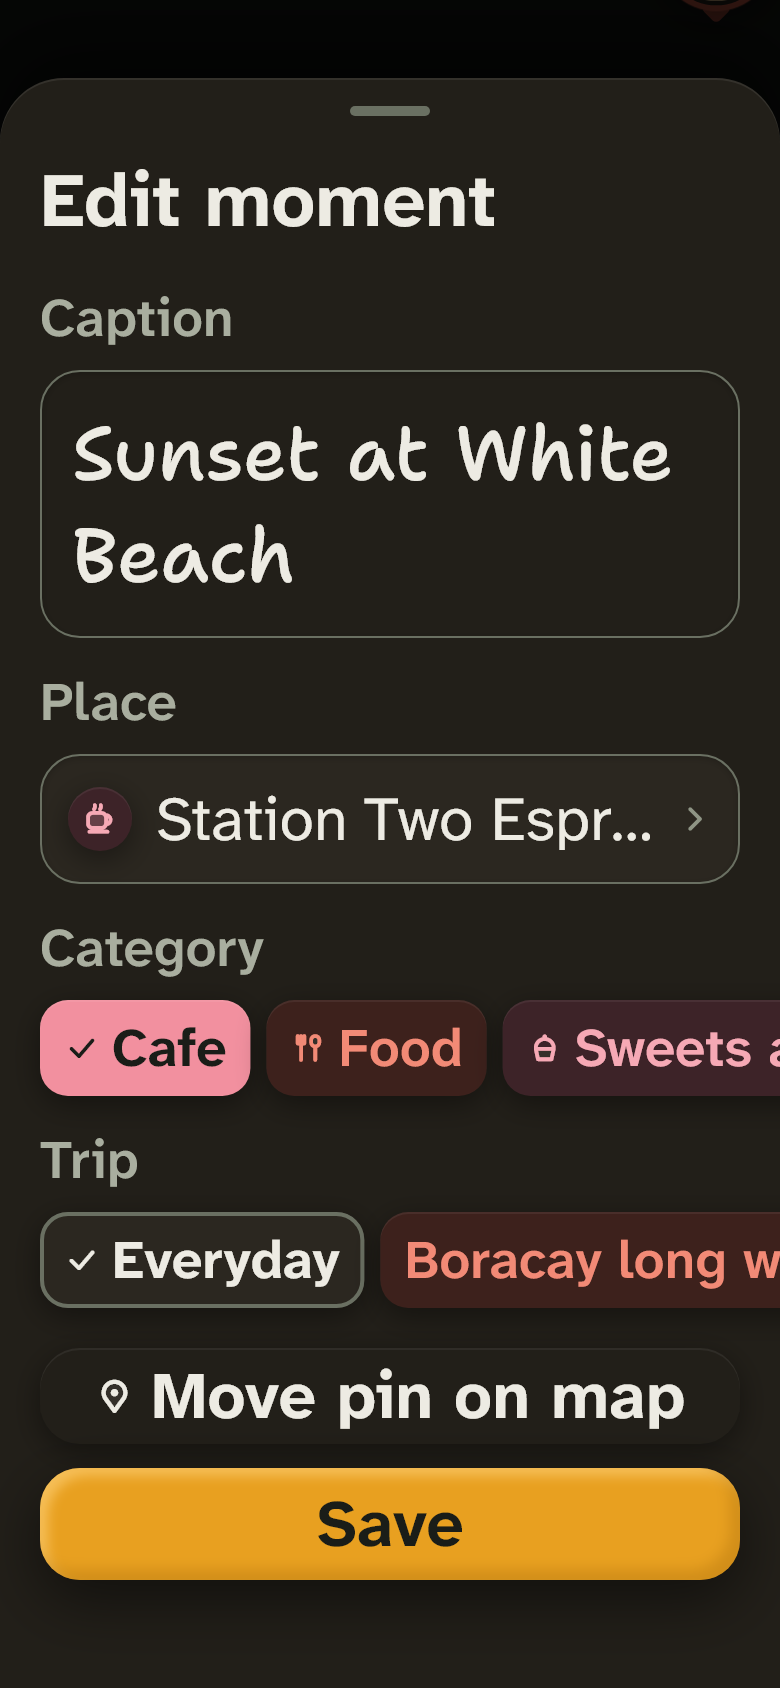 Edit moment
Caption
Sunset at White
Beach
Place
Station Two Espr...
Category
Cafe Food Sweets a
Trip
Everyday Boracay long w
Move pin on map
Save